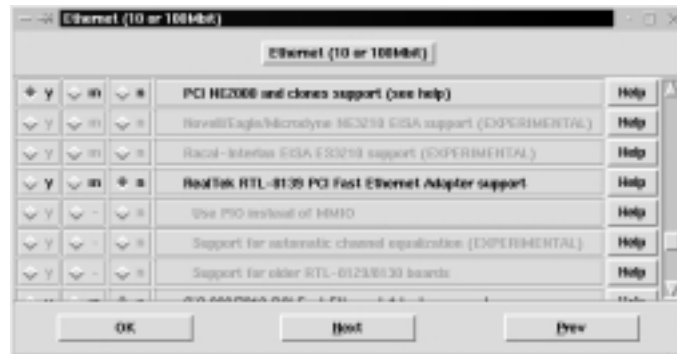 Ethernet (10 or 100Mbit)
Ethernet (10 or 100Mbit)
y m n PCI NE2000 and clones support (see help) Help
y m n Novell/Eagle/Microdyne NE3210 EISA support (EXPERIMENTAL) Help
y m n Racal-Interlan EISA ES3210 support (EXPERIMENTAL) Help
y m n RealTek RTL-8139 PCI Fast Ethernet Adapter support Help
y - n Use PIO instead of MMIO Help
y - n Support for automatic channel equalization (EXPERIMENTAL) Help
y - n Support for older RTL-8129/8130 boards Help
OK Next Prev